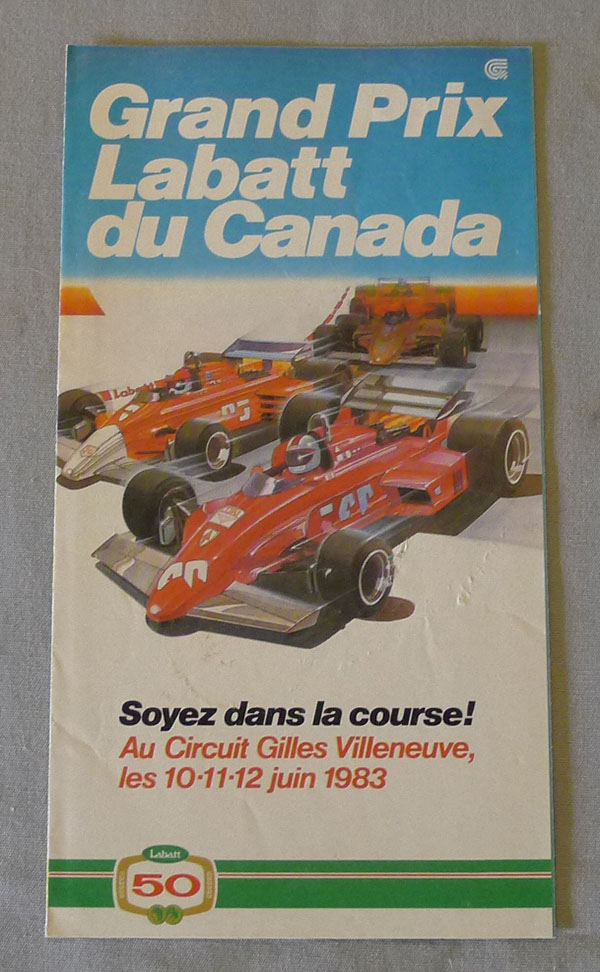 Grand Prix
Labatt
du Canada
Labatt
Soyez dans la course!
Au Circuit Gilles Villeneuve,
les 10·11·12 juin 1983
Labatt
50